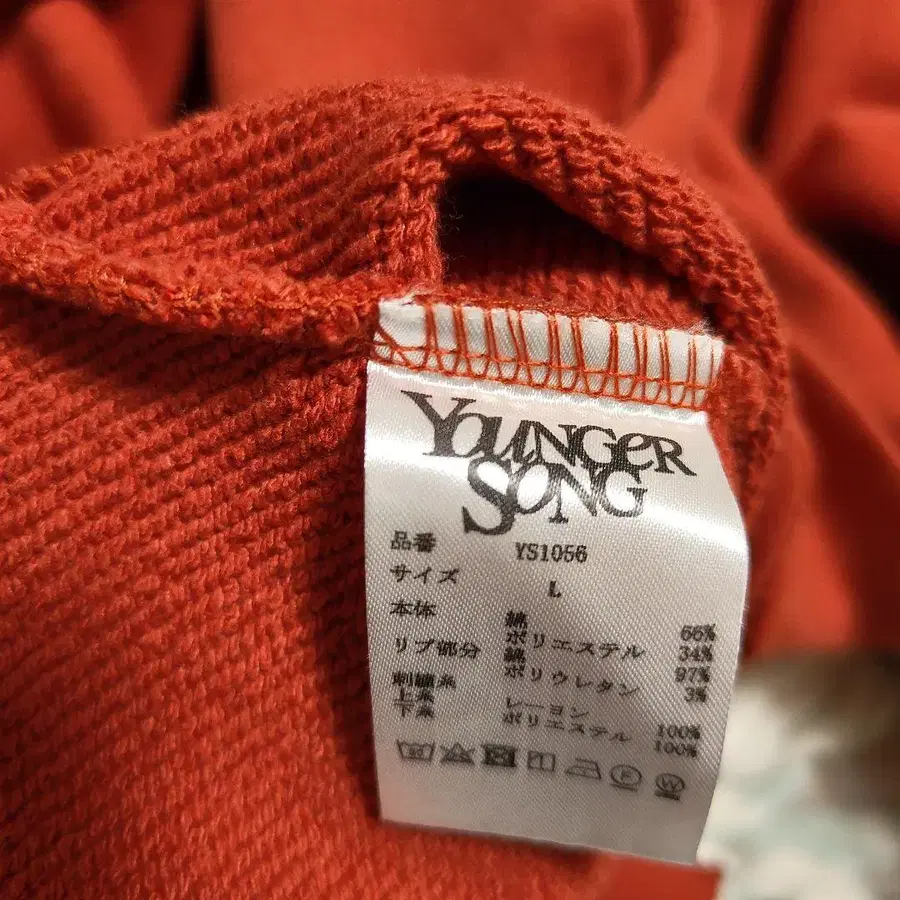 YOUNGER
SONG
品番 YS1056
サイズ L
本体 綿 66%
ポリエステル 34%
リブ部分 綿 97%
ポリウレタン 3%
刺繍糸
上糸 レーヨン 100%
下糸 ポリエステル 100%